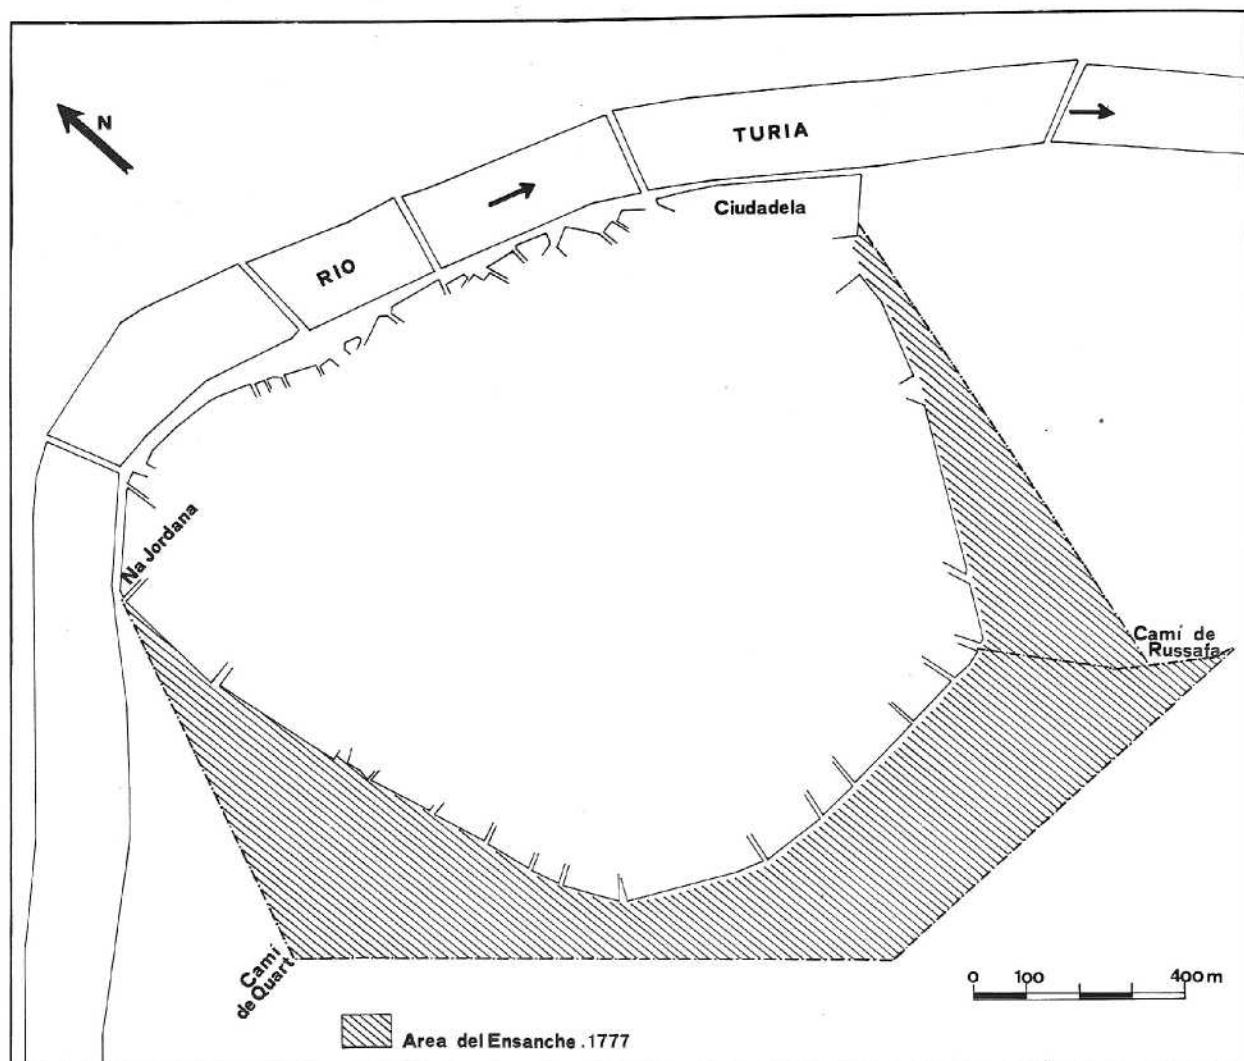 N
TURIA
Ciudadela
RIO
Na Jordana
Camí de
Russafa
Camí
de Quart
0 100 400 m
Area del Ensanche . 1777